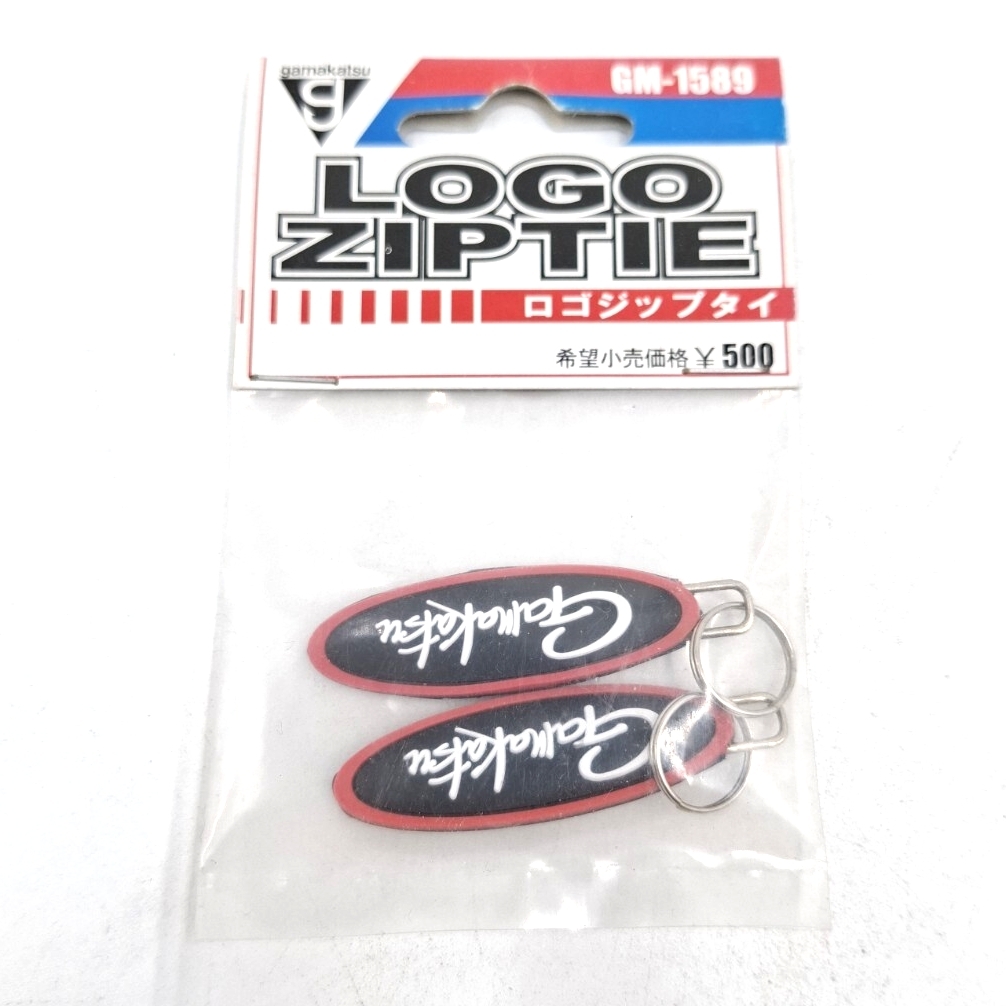 gamakatsu
g
GM-1589
LOGO
ZIPTIE
ロゴジップタイ
希望小売価格 ¥ 500
Gamakatsu
Gamakatsu